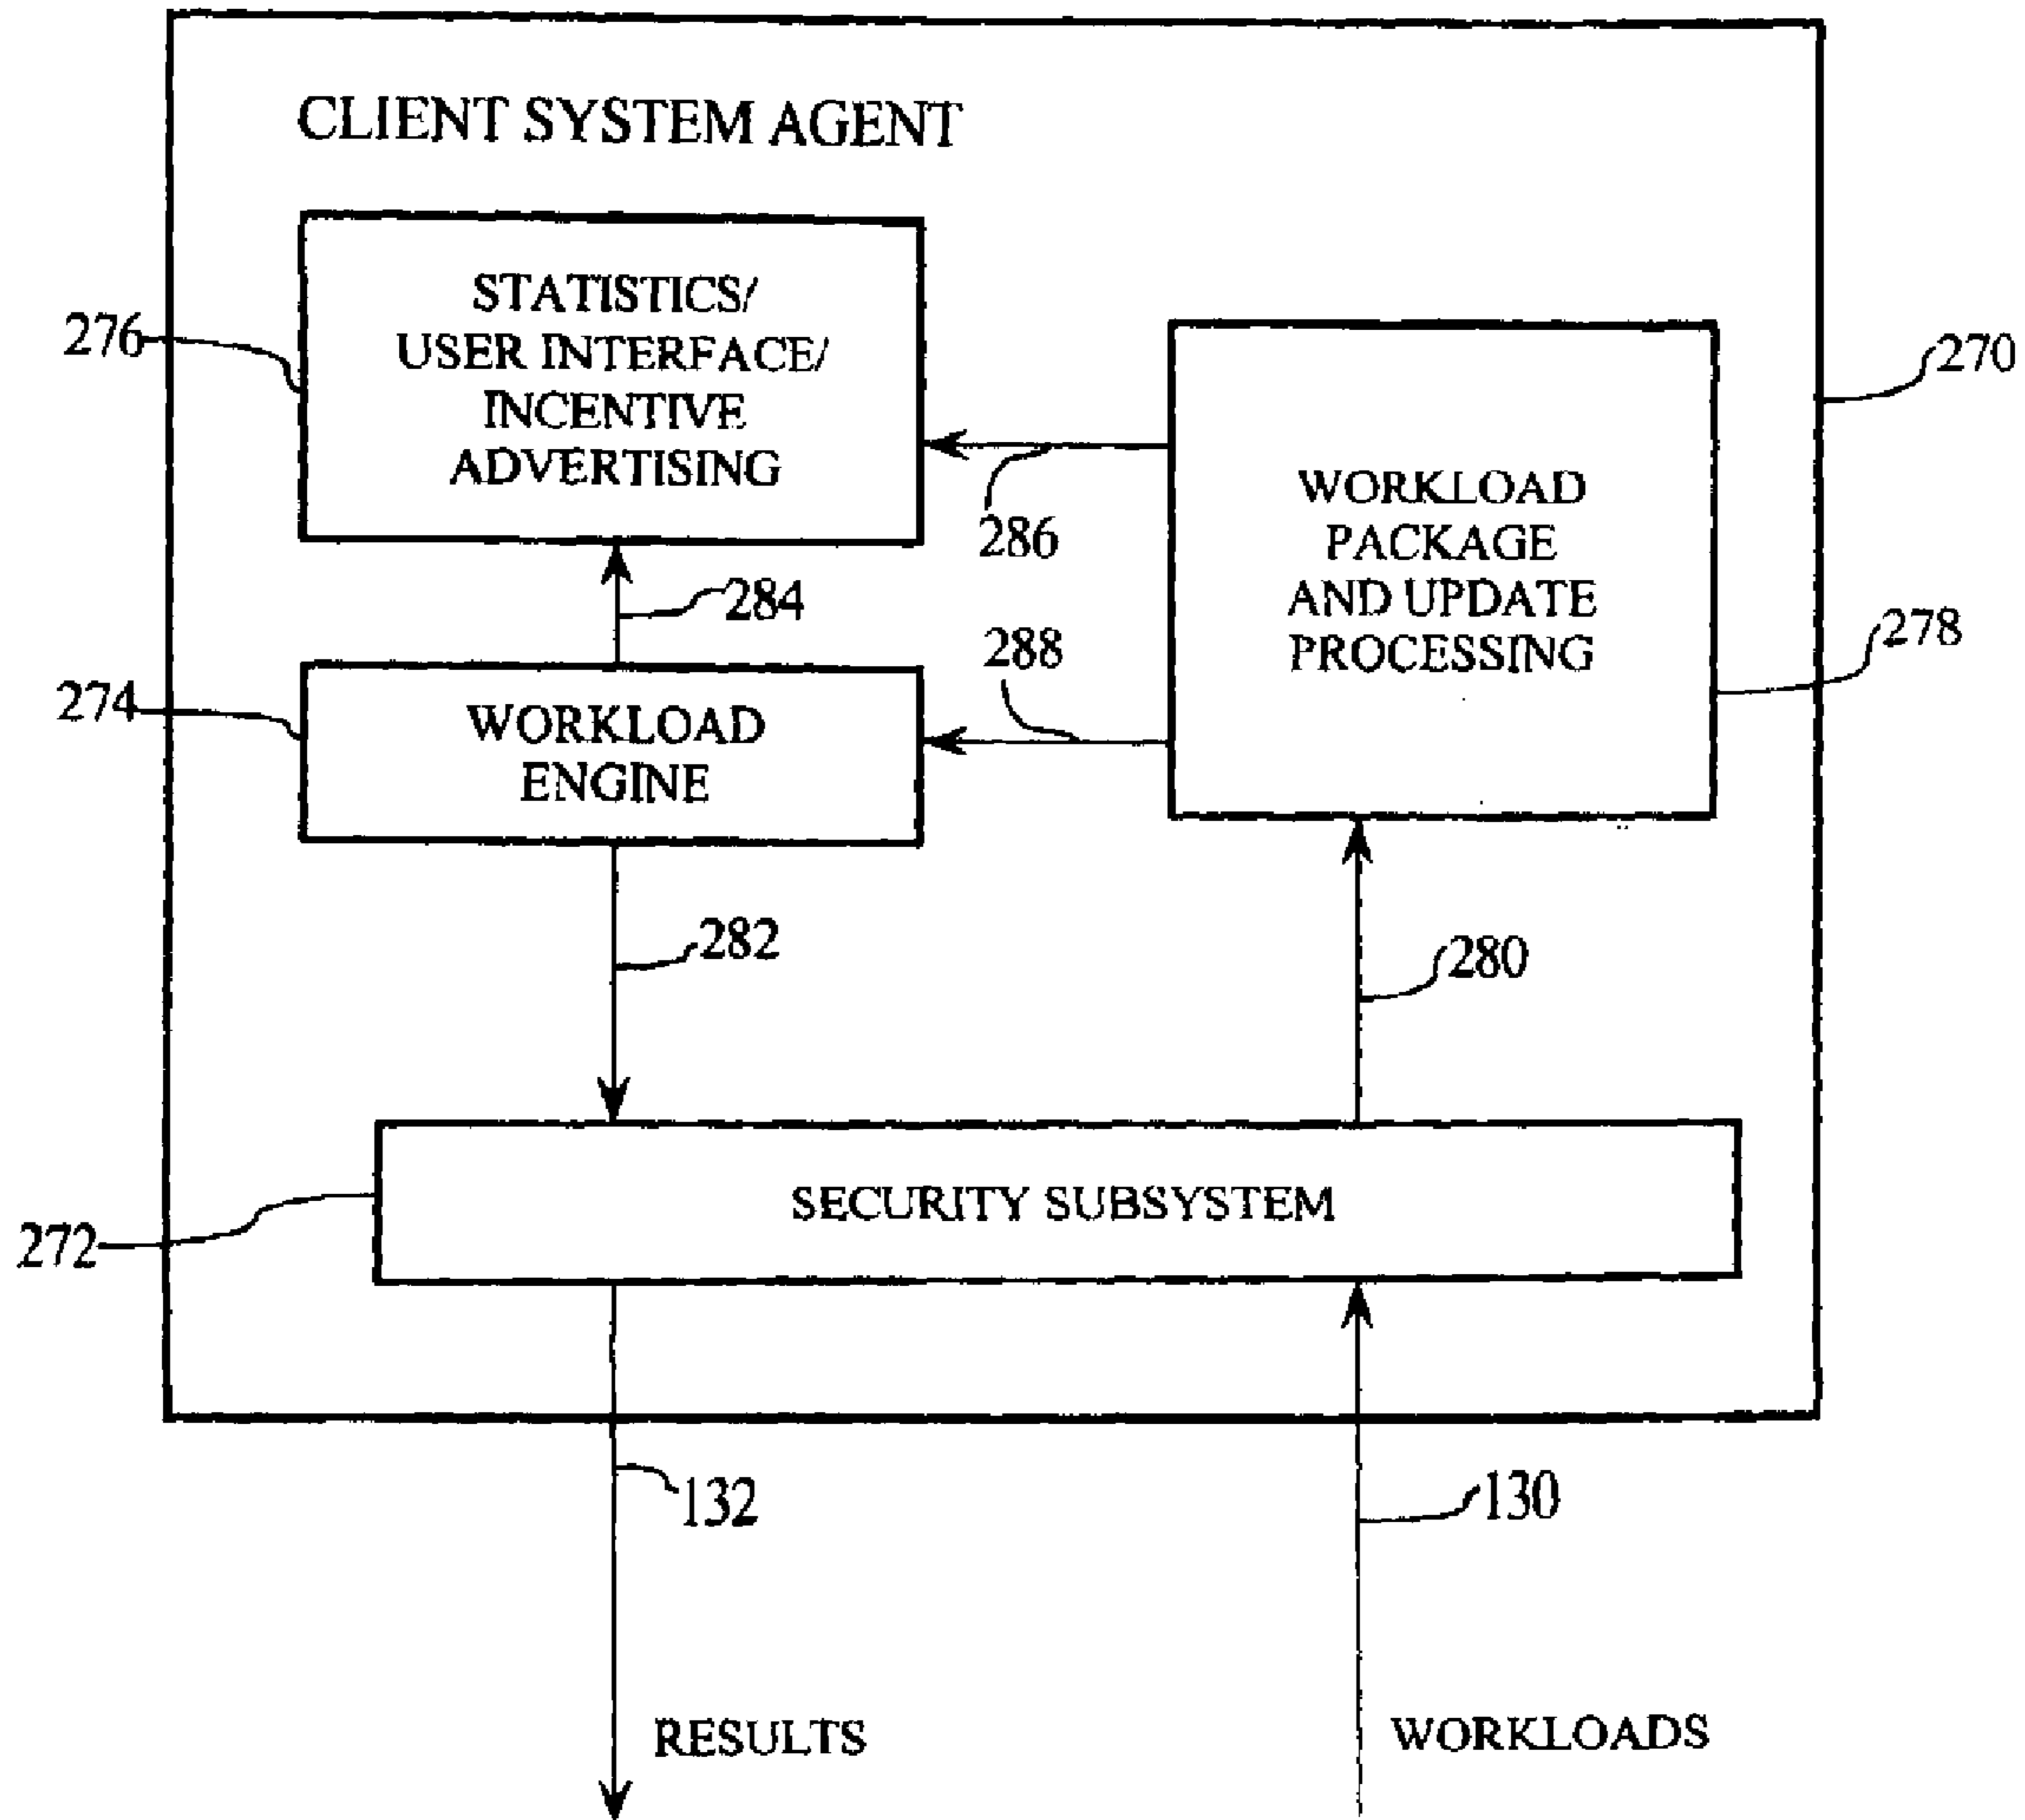 CLIENT SYSTEM AGENT
STATISTICS/
USER INTERFACE/
INCENTIVE
ADVERTISING
276
270
WORKLOAD
PACKAGE
AND UPDATE
PROCESSING
286
284
288
278
274
WORKLOAD
ENGINE
282
280
SECURITY SUBSYSTEM
272
132
130
RESULTS
WORKLOADS